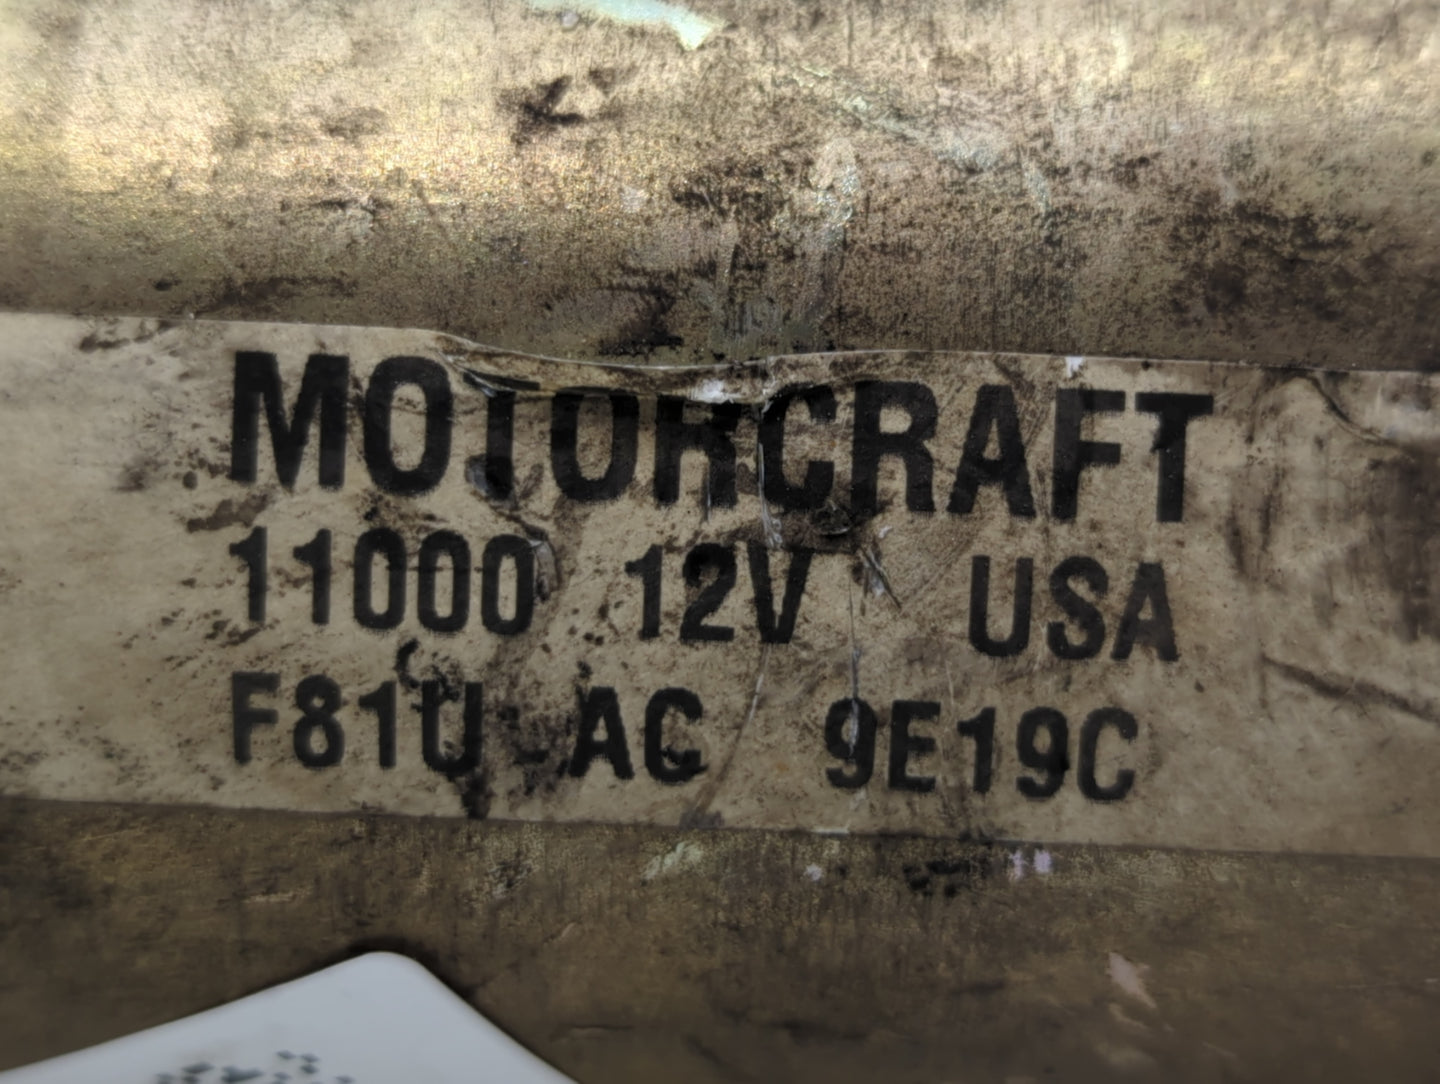 MOTORCRAFT
11000 12V USA
F81U-AC 9E19C